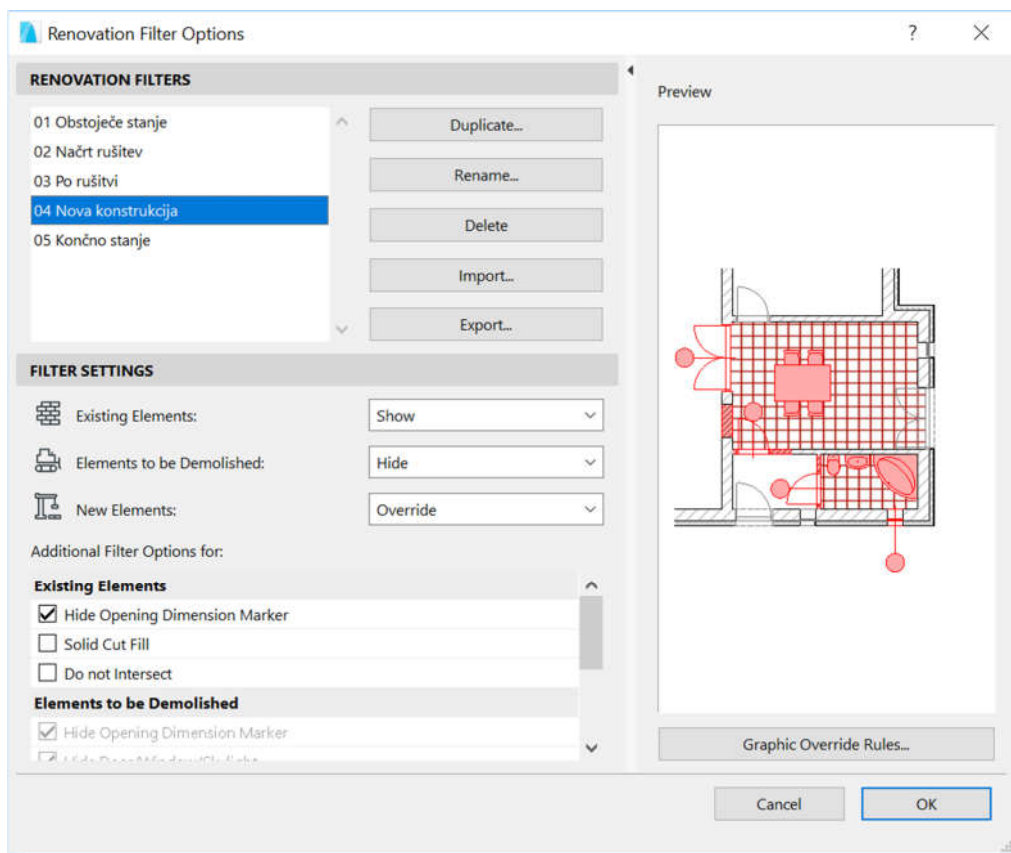 Renovation Filter Options
?
RENOVATION FILTERS
01 Obstoječe stanje
02 Načrt rušitev
03 Po rušitvi
04 Nova konstrukcija
05 Končno stanje
Duplicate...
Rename...
Delete
Import...
Export...
FILTER SETTINGS
Existing Elements:
Show
Elements to be Demolished:
Hide
New Elements:
Override
Additional Filter Options for:
Existing Elements
Hide Opening Dimension Marker
Solid Cut Fill
Do not Intersect
Elements to be Demolished
Hide Opening Dimension Marker
Preview
Graphic Override Rules...
Cancel
OK